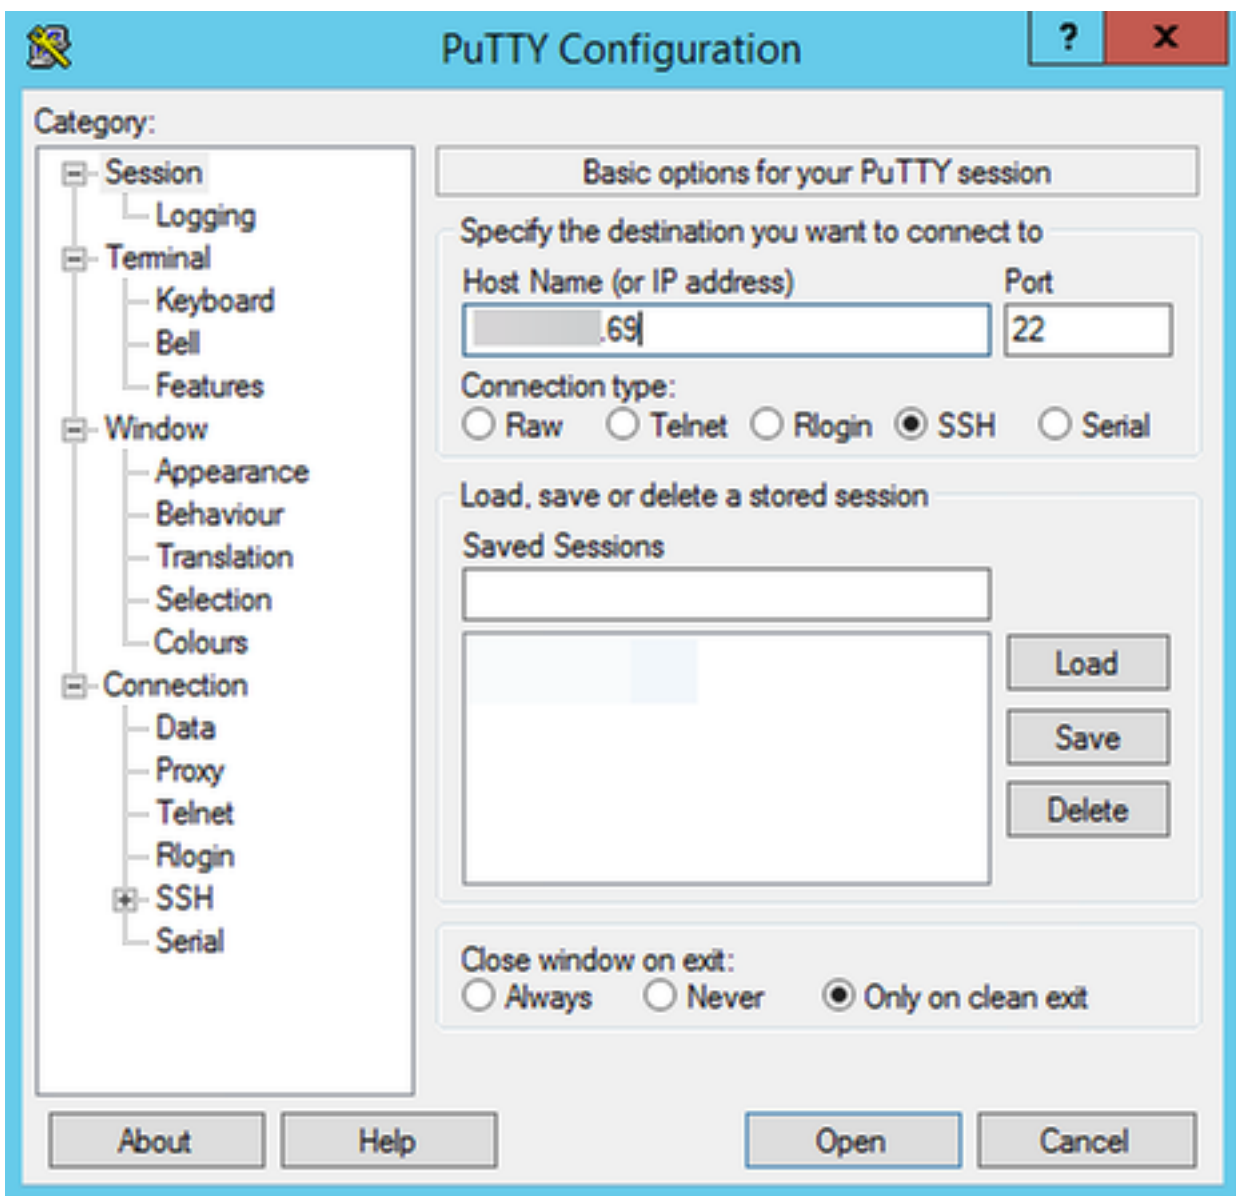 PuTTY Configuration
?
x
Category:
Session
Logging
Terminal
Keyboard
Bell
Features
Window
Appearance
Behaviour
Translation
Selection
Colours
Connection
Data
Proxy
Telnet
Rlogin
SSH
Serial
Basic options for your PuTTY session
Specify the destination you want to connect to
Host Name (or IP address) Port
.69 22
Connection type:
Raw Telnet Rlogin SSH Serial
Load, save or delete a stored session
Saved Sessions
Load
Save
Delete
Close window on exit:
Always Never Only on clean exit
About Help Open Cancel